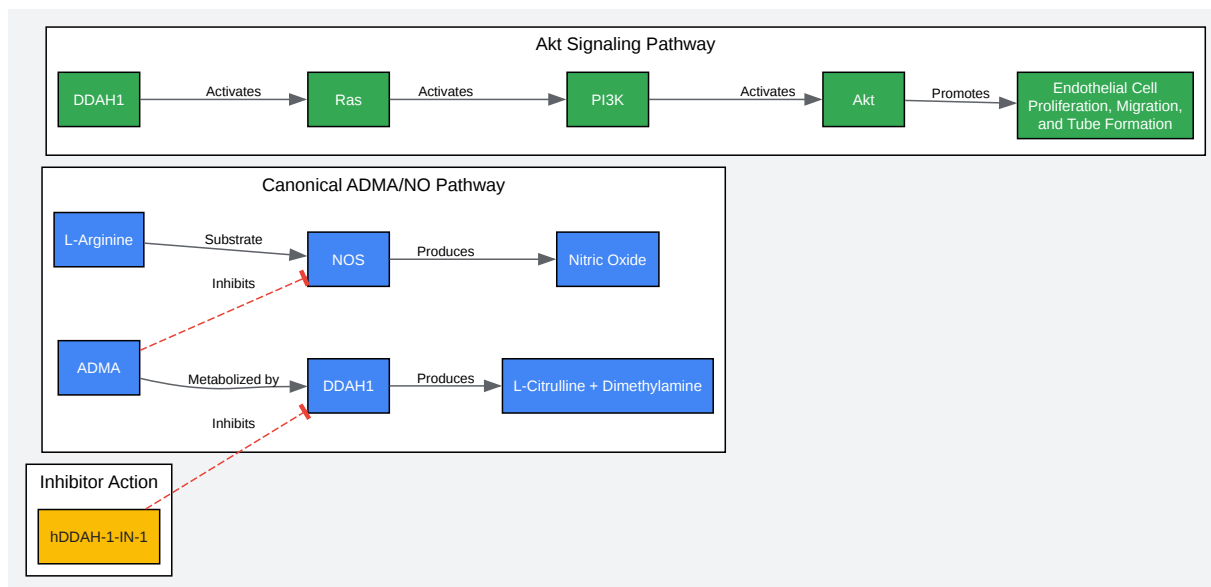 Akt Signaling Pathway
DDAH1
Activates
Ras
Activates
PI3K
Activates
Akt
Promotes
Endothelial Cell
Proliferation, Migration,
and Tube Formation
Canonical ADMA/NO Pathway
L-Arginine
Substrate
NOS
Produces
Nitric Oxide
Inhibits
ADMA
Metabolized by
DDAH1
Produces
L-Citrulline + Dimethylamine
Inhibits
Inhibitor Action
hDDAH-1-IN-1